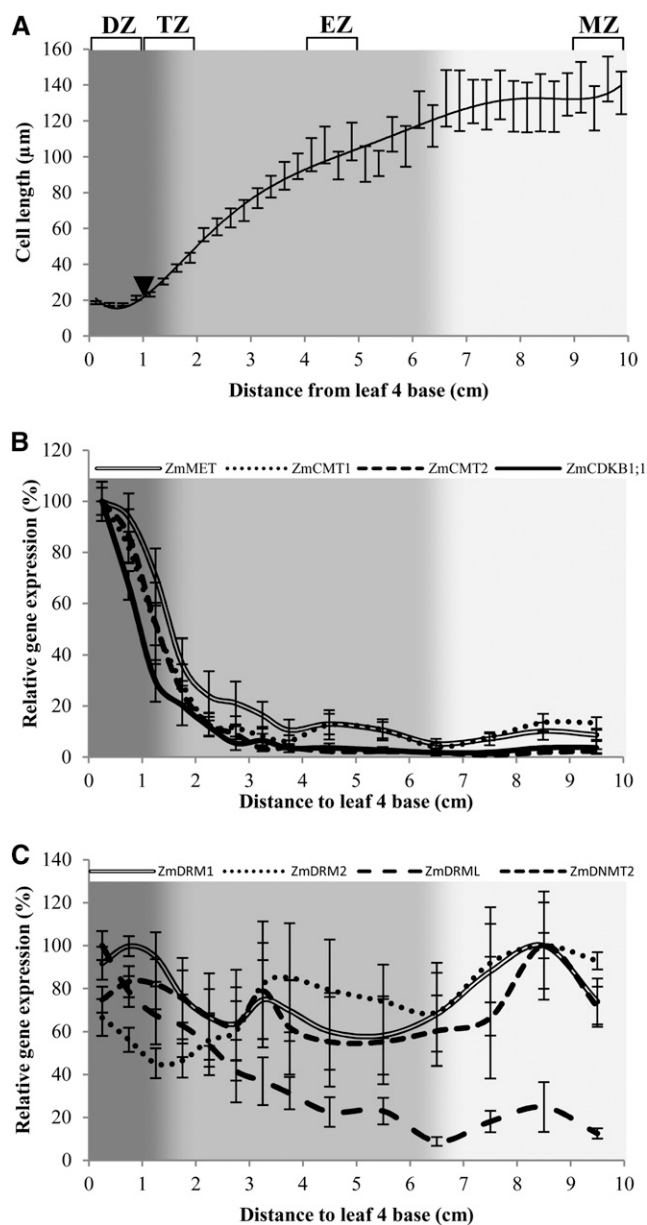 A
DZ TZ EZ MZ
160
140
120
100
80
60
40
20
0
Cell length (µm)
0 1 2 3 4 5 6 7 8 9 10
Distance from leaf 4 base (cm)
B
120
100
80
60
40
20
0
Relative gene expression (%)
ZmMET ZmCMT1 ZmCMT2 ZmCDKB1;1
0 1 2 3 4 5 6 7 8 9 10
Distance to leaf 4 base (cm)
C
140
120
100
80
60
40
20
0
Relative gene expression (%)
ZmDRM1 ZmDRM2 ZmDRML ZmDNMT2
0 1 2 3 4 5 6 7 8 9 10
Distance to leaf 4 base (cm)